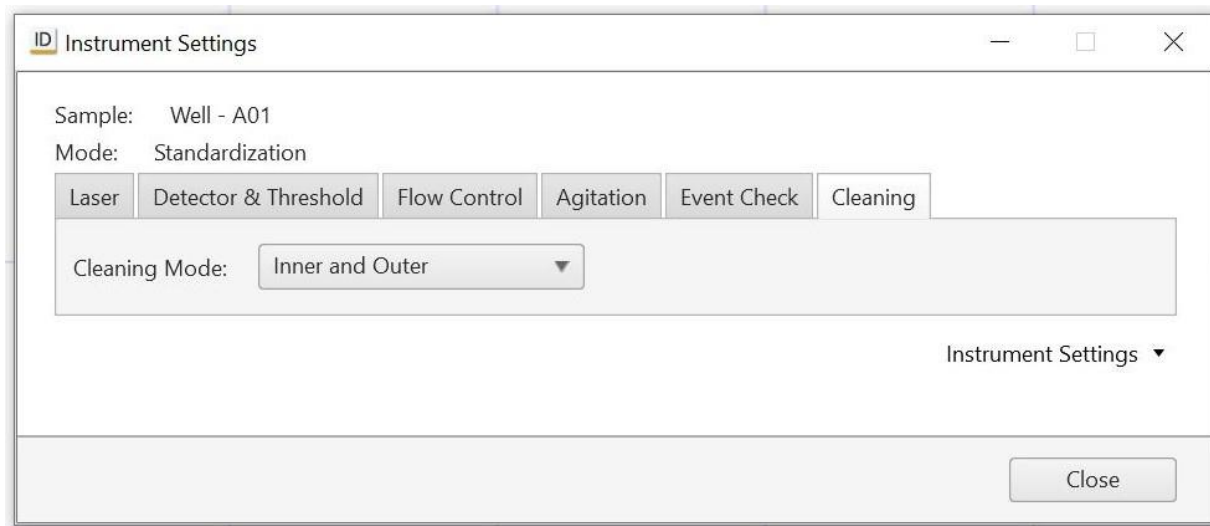 ID Instrument Settings
Sample: Well - A01
Mode: Standardization
Laser Detector & Threshold Flow Control Agitation Event Check Cleaning
Cleaning Mode: Inner and Outer
Instrument Settings
Close